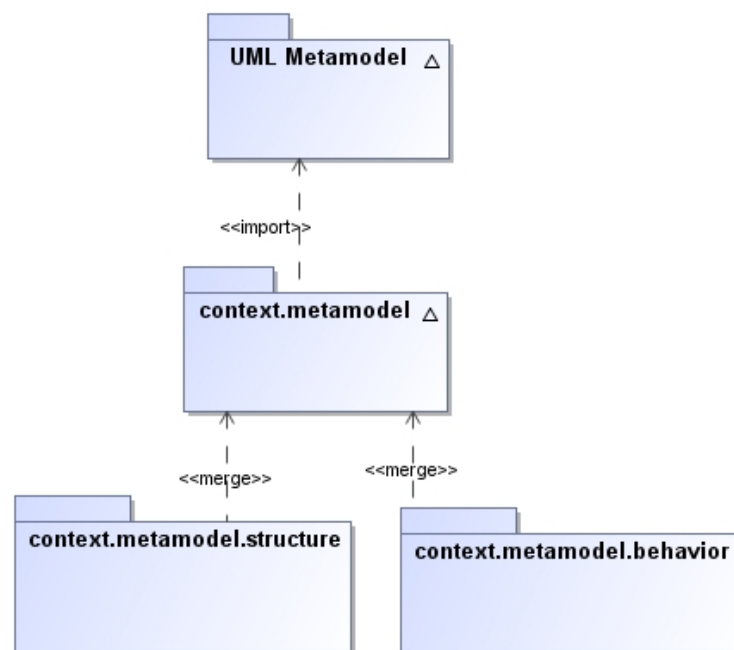 UML Metamodel
<<import>>
context.metamodel
<<merge>>
<<merge>>
context.metamodel.structure
context.metamodel.behavior